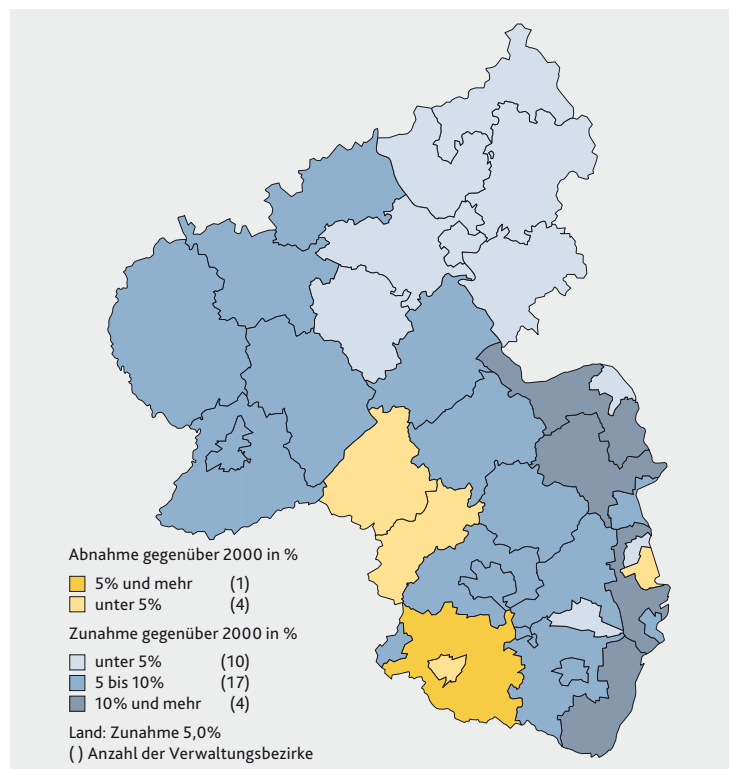 Abnahme gegenüber 2000 in %
5% und mehr (1)
unter 5% (4)
Zunahme gegenüber 2000 in %
unter 5% (10)
5 bis 10% (17)
10% und mehr (4)
Land: Zunahme 5,0%
( ) Anzahl der Verwaltungsbezirke